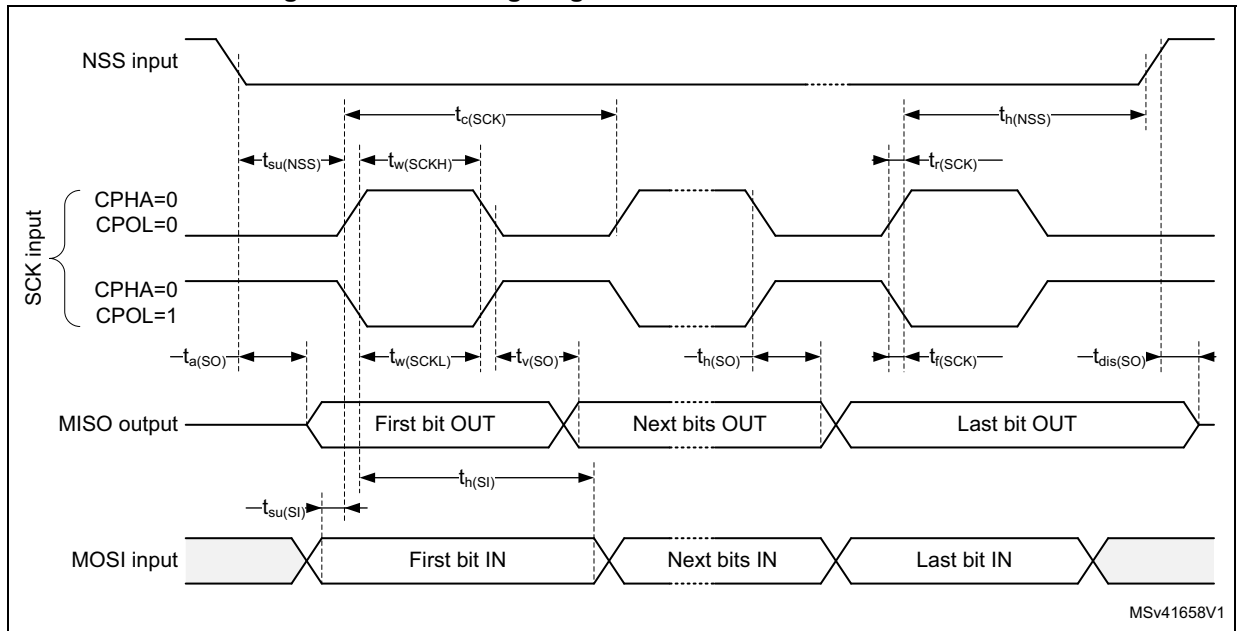 NSS input
tc(SCK)
th(NSS)
tsu(NSS)
tw(SCKH)
tr(SCK)
SCK input
CPHA=0
CPOL=0
CPHA=0
CPOL=1
ta(SO)
tw(SCKL)
tv(SO)
th(SO)
tf(SCK)
tdis(SO)
MISO output
First bit OUT
Next bits OUT
Last bit OUT
th(SI)
tsu(SI)
MOSI input
First bit IN
Next bits IN
Last bit IN
MSv41658V1